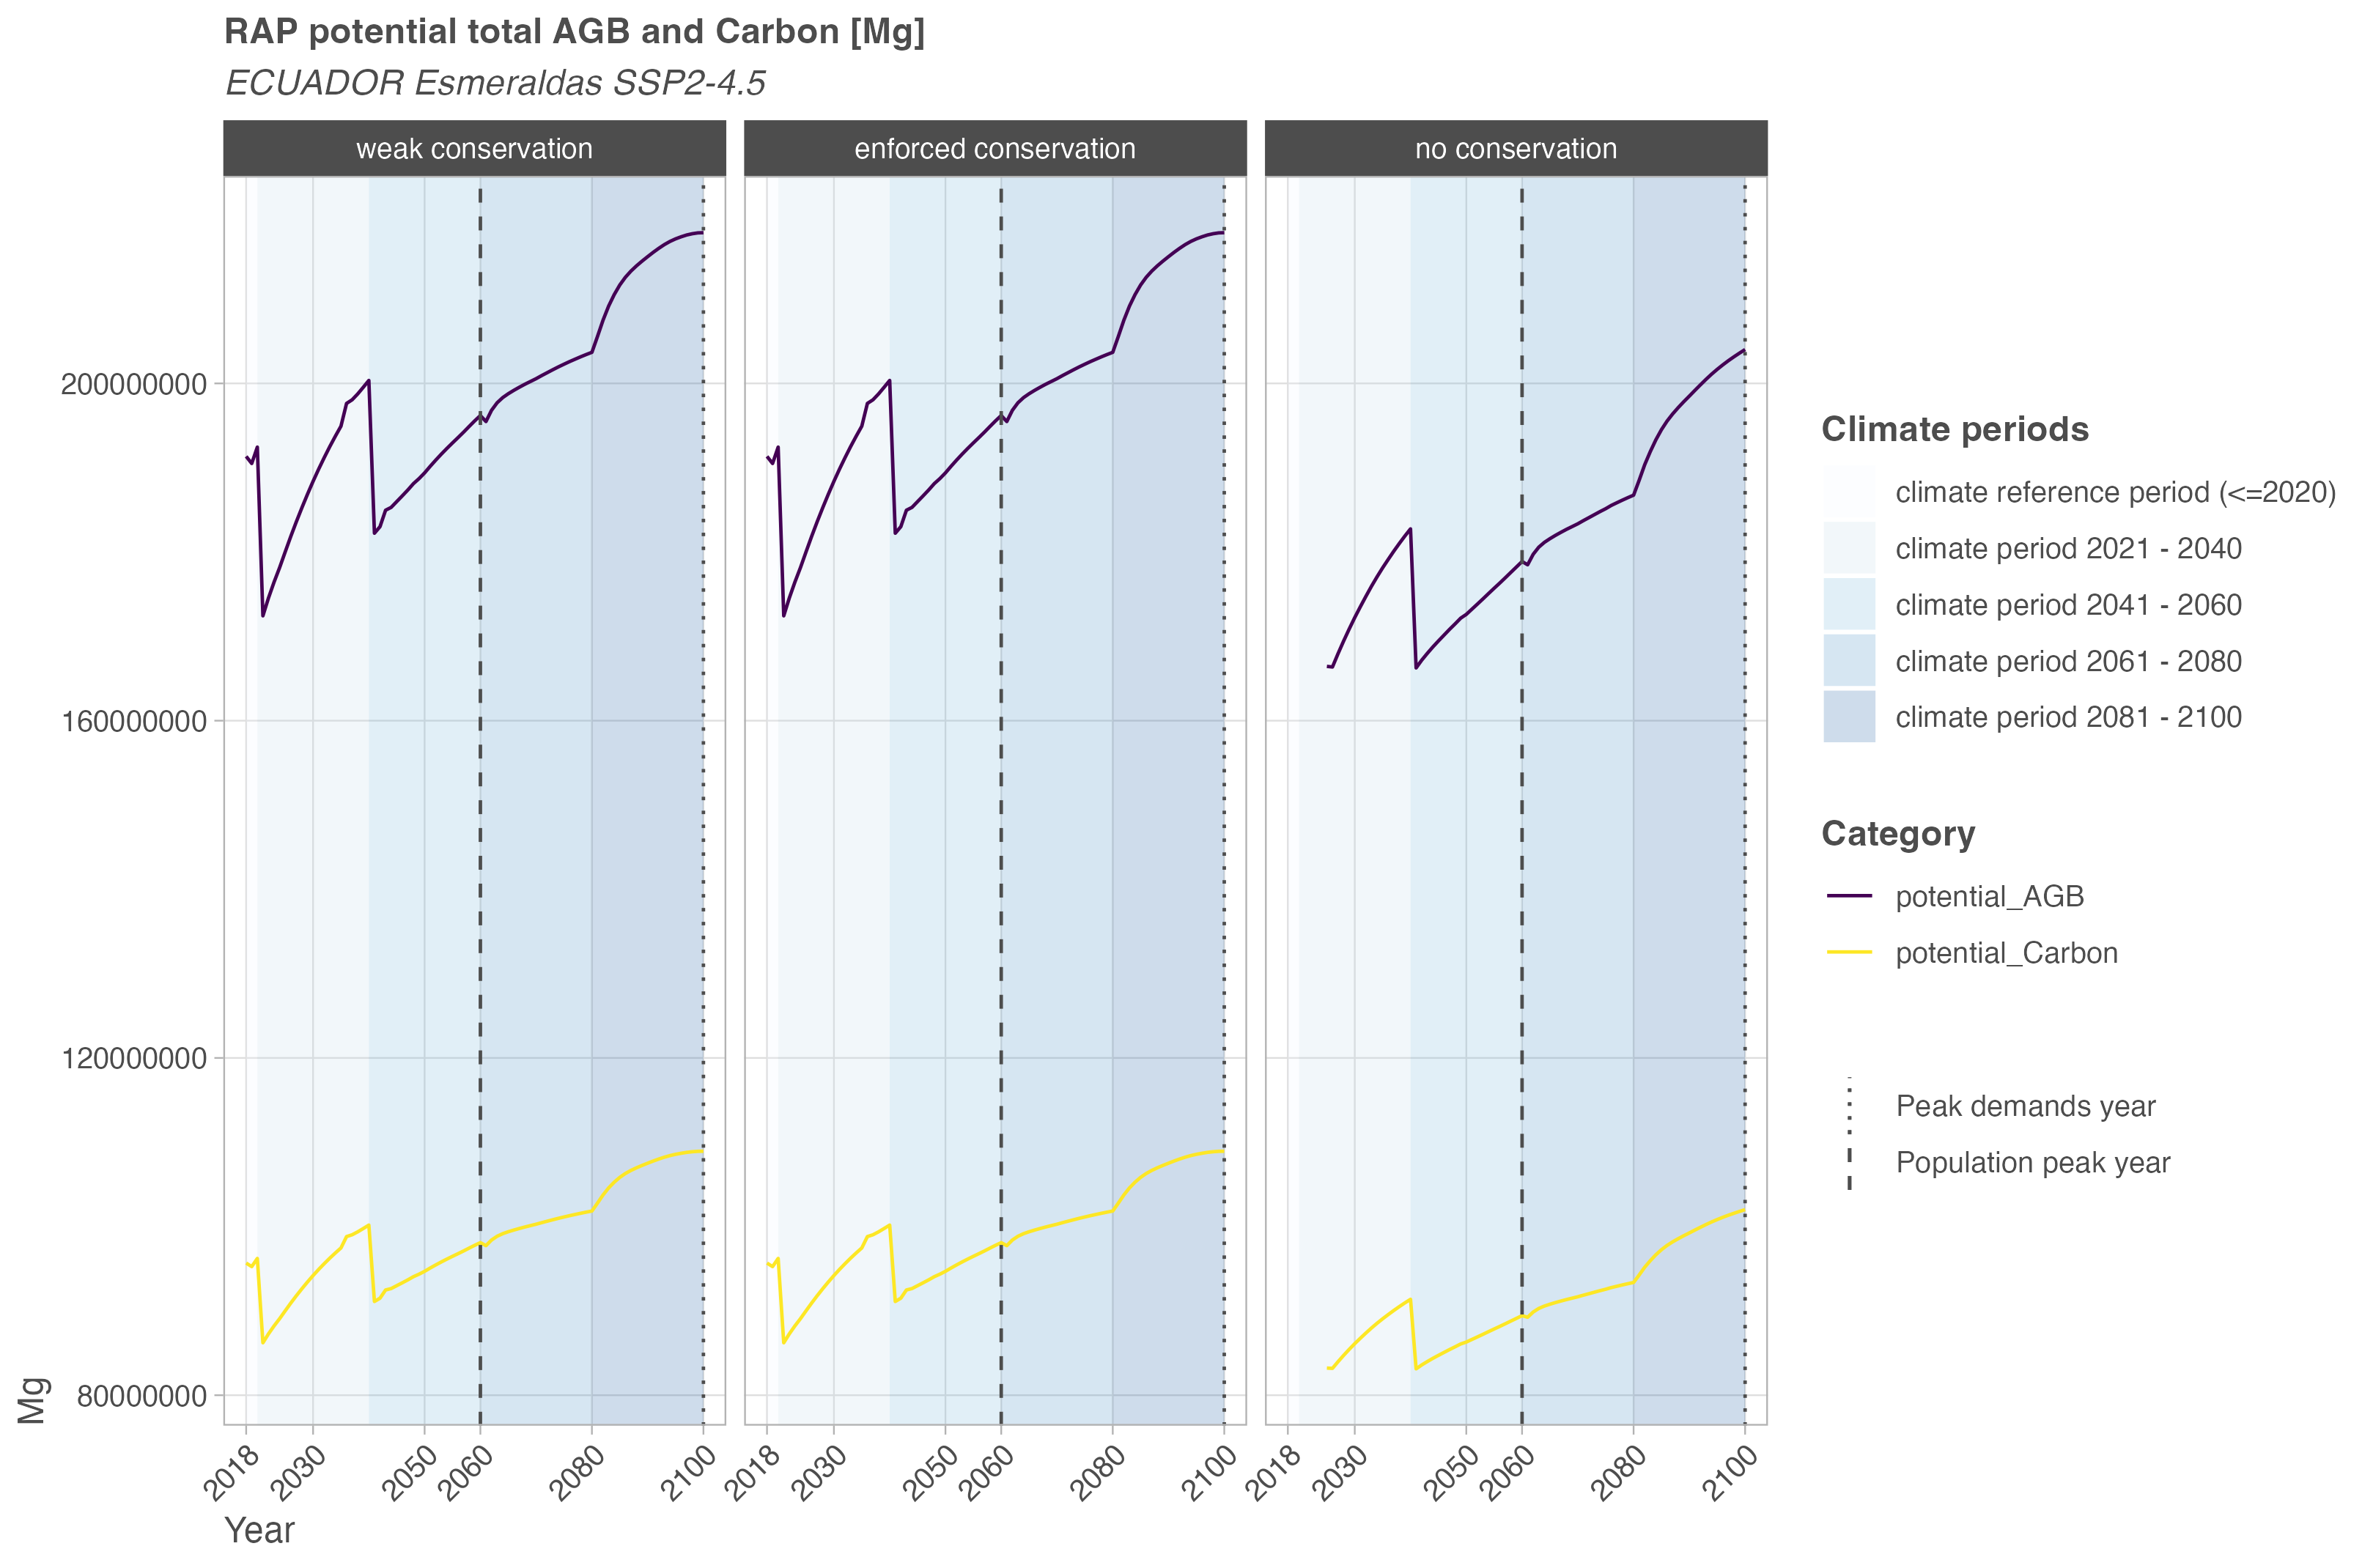 RAP potential total AGB and Carbon [Mg]
ECUADOR Esmeraldas SSP2-4.5
weak conservation
enforced conservation
no conservation
200000000
160000000
120000000
80000000
Mg
2018
2030
2050
2060
2080
2100
2018
2030
2050
2060
2080
2100
2018
2030
2050
2060
2080
2100
Year
Climate periods
climate reference period (<=2020)
climate period 2021 - 2040
climate period 2041 - 2060
climate period 2061 - 2080
climate period 2081 - 2100
Category
potential_AGB
potential_Carbon
Peak demands year
Population peak year